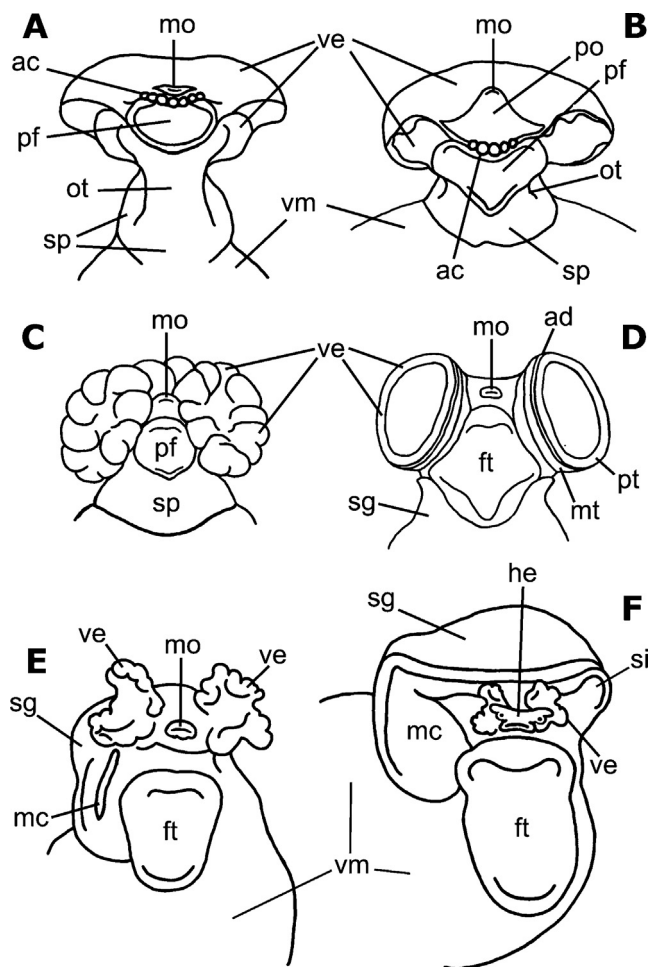 A mo ve mo B
ac po pf
pf
ot ot
sp vm ac sp
C mo ve mo ad D
pf ft
sp sg mt pt
he
sg F
E ve mo ve si
sg mc ve
mc ft ft
vm